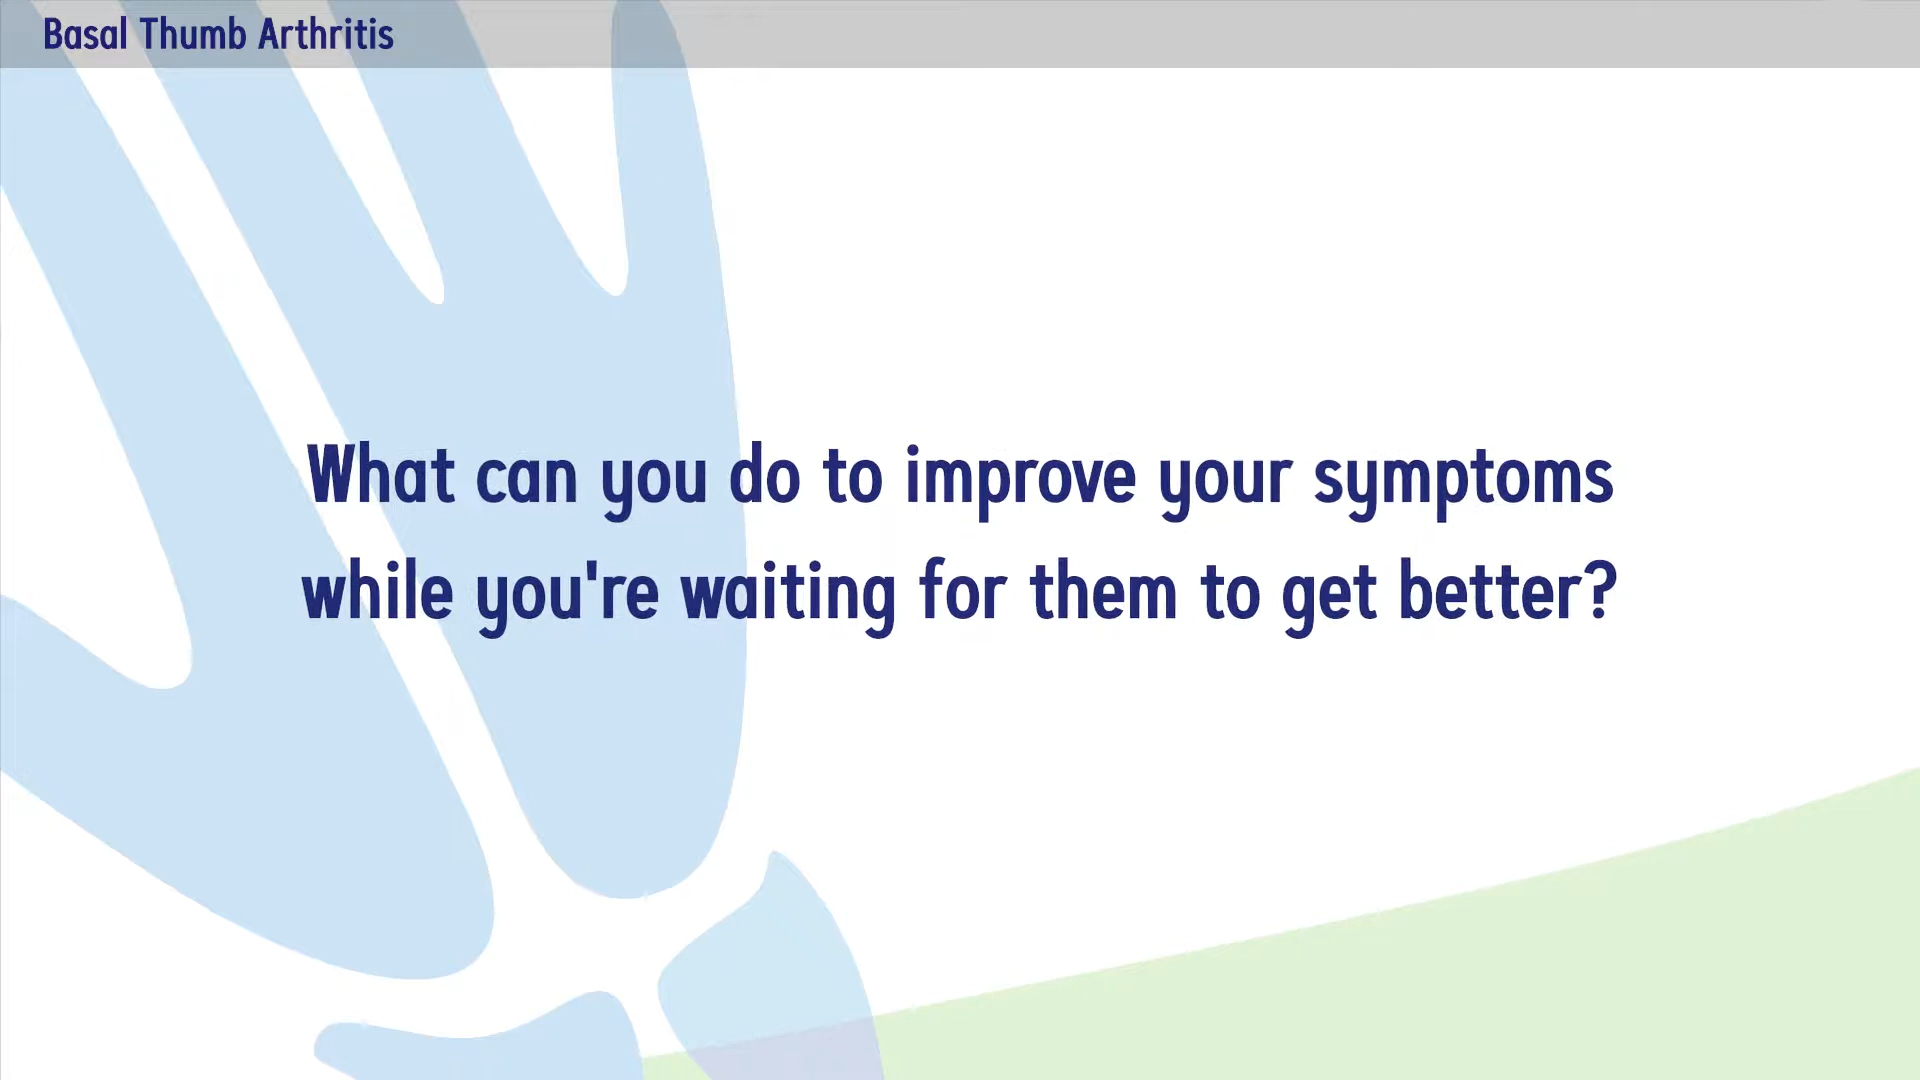 Basal Thumb Arthritis
What can you do to improve your symptoms
while you're waiting for them to get better?